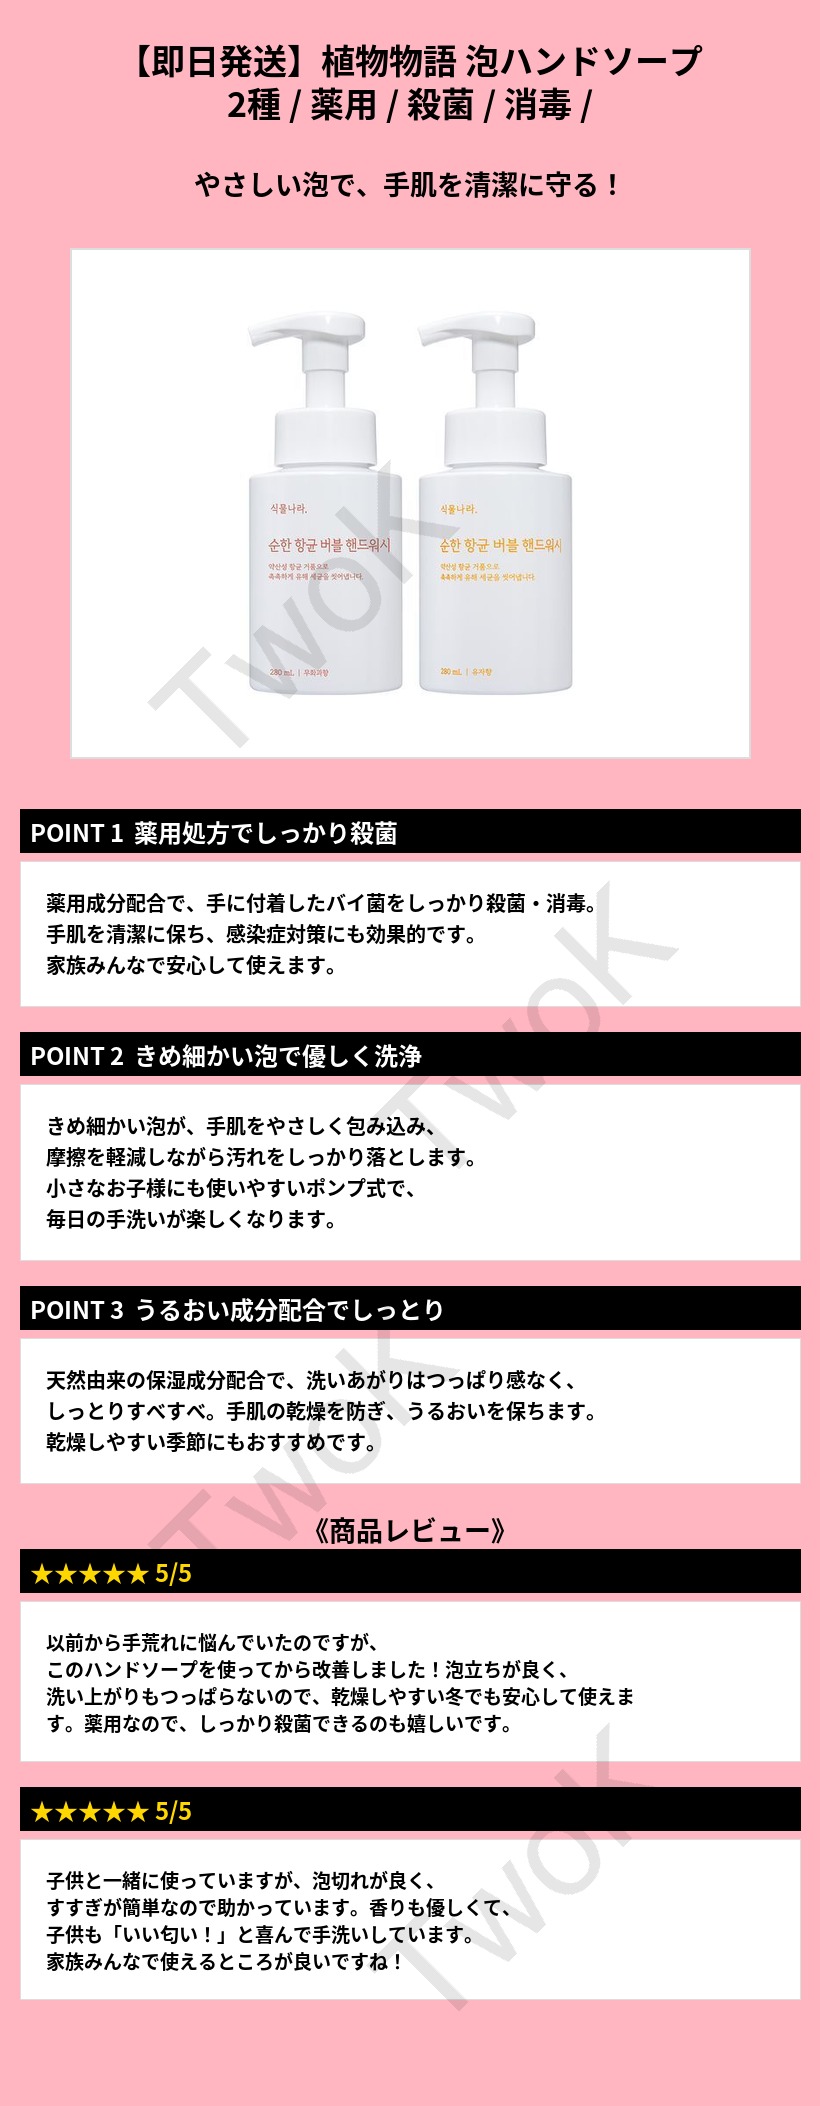 【即日発送】植物物語 泡ハンドソープ
2種 / 薬用 / 殺菌 / 消毒 /
やさしい泡で、手肌を清潔に守る！
식물나라.
순한 항균 버블 핸드워시
약산성 항균 거품으로
촉촉하게 유해 세균을 씻어냅니다.
280 mL | 무화과향
식물나라.
순한 항균 버블 핸드워시
약산성 항균 거품으로
촉촉하게 유해 세균을 씻어냅니다.
280 mL | 유자향
TwoK
POINT 1 薬用処方でしっかり殺菌
薬用成分配合で、手に付着したバイ菌をしっかり殺菌・消毒。
手肌を清潔に保ち、感染症対策にも効果的です。
家族みんなで安心して使えます。
TwoK
POINT 2 きめ細かい泡で優しく洗浄
きめ細かい泡が、手肌をやさしく包み込み、
摩擦を軽減しながら汚れをしっかり落とします。
小さなお子様にも使いやすいポンプ式で、
毎日の手洗いが楽しくなります。
POINT 3 うるおい成分配合でしっとり
天然由来の保湿成分配合で、洗いあがりはつっぱり感なく、
しっとりすべすべ。手肌の乾燥を防ぎ、うるおいを保ちます。
乾燥しやすい季節にもおすすめです。
TwoK
《商品レビュー》
★★★★★ 5/5
以前から手荒れに悩んでいたのですが、
このハンドソープを使ってから改善しました！泡立ちが良く、
洗い上がりもつっぱらないので、乾燥しやすい冬でも安心して使えま
す。薬用なので、しっかり殺菌できるのも嬉しいです。
★★★★★ 5/5
子供と一緒に使っていますが、泡切れが良く、
すすぎが簡単なので助かっています。香りも優しくて、
子供も「いい匂い！」と喜んで手洗いしています。
家族みんなで使えるところが良いですね！
TwoK